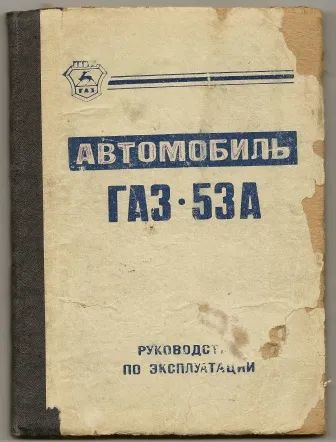 ГАЗ
АВТОМОБИЛЬ
ГАЗ·53А
РУКОВОДСТ
ПО ЭКСПЛУАТАЦИИ